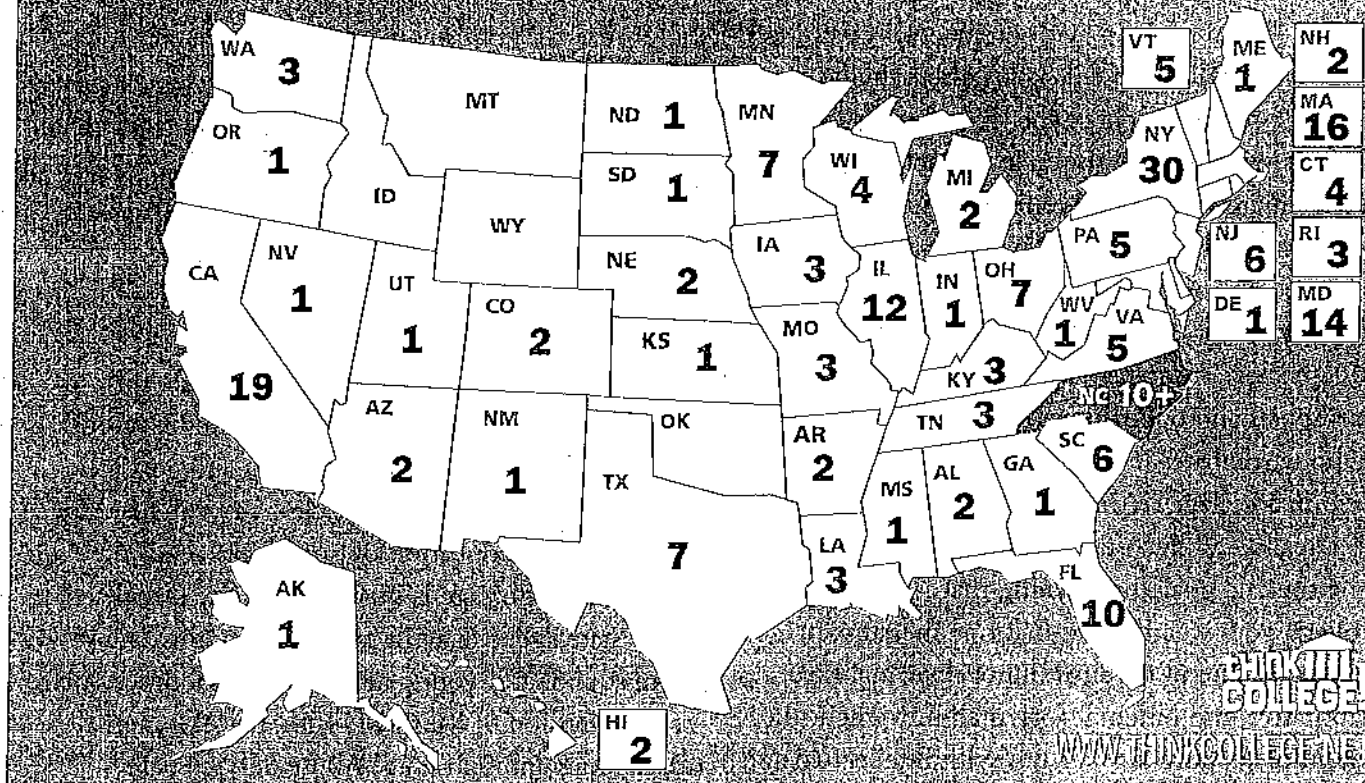 WA 3
MT
ND 1
MN 7
VT 5
ME 1
NH 2
OR 1
ID
SD 1
WI 4
MI 2
NY 30
MA 16
WY
CT 4
CA 19
NV 1
UT 1
CO 2
NE 2
IA 3
IL 12
IN 1
OH 7
PA 5
NJ 6
RI 3
KS 1
MO 3
WV 1
VA 5
DE 1
MD 14
KY 3
NC 10+
AZ 2
NM 1
OK
AR 2
TN 3
SC 6
TX 7
LA 3
MS 1
AL 2
GA 1
FL 10
AK 1
HI 2
THINK
COLLEGE
WWW.THINKCOLLEGE.NE